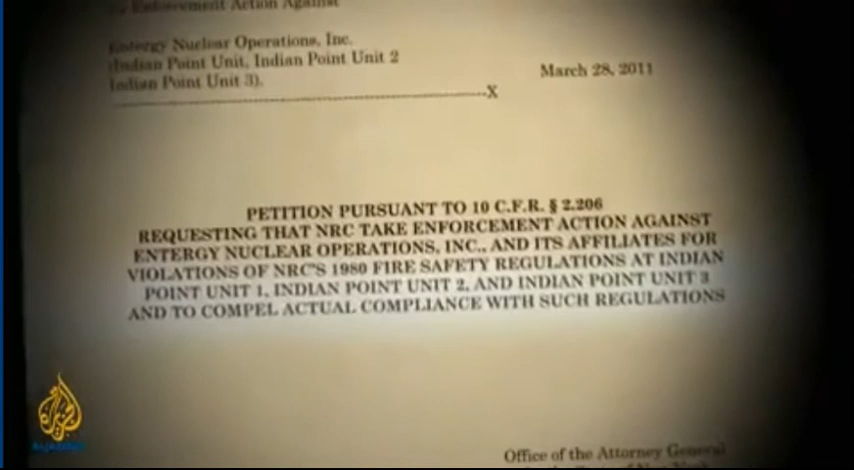 Enforcement Action Against
Entergy Nuclear Operations, Inc.
(Indian Point Unit, Indian Point Unit 2
Indian Point Unit 3).
X
March 28, 2011
PETITION PURSUANT TO 10 C.F.R. § 2.206
REQUESTING THAT NRC TAKE ENFORCEMENT ACTION AGAINST
ENTERGY NUCLEAR OPERATIONS, INC., AND ITS AFFILIATES FOR
VIOLATIONS OF NRC'S 1980 FIRE SAFETY REGULATIONS AT INDIAN
POINT UNIT 1, INDIAN POINT UNIT 2, AND INDIAN POINT UNIT 3
AND TO COMPEL ACTUAL COMPLIANCE WITH SUCH REGULATIONS
Office of the Attorney General